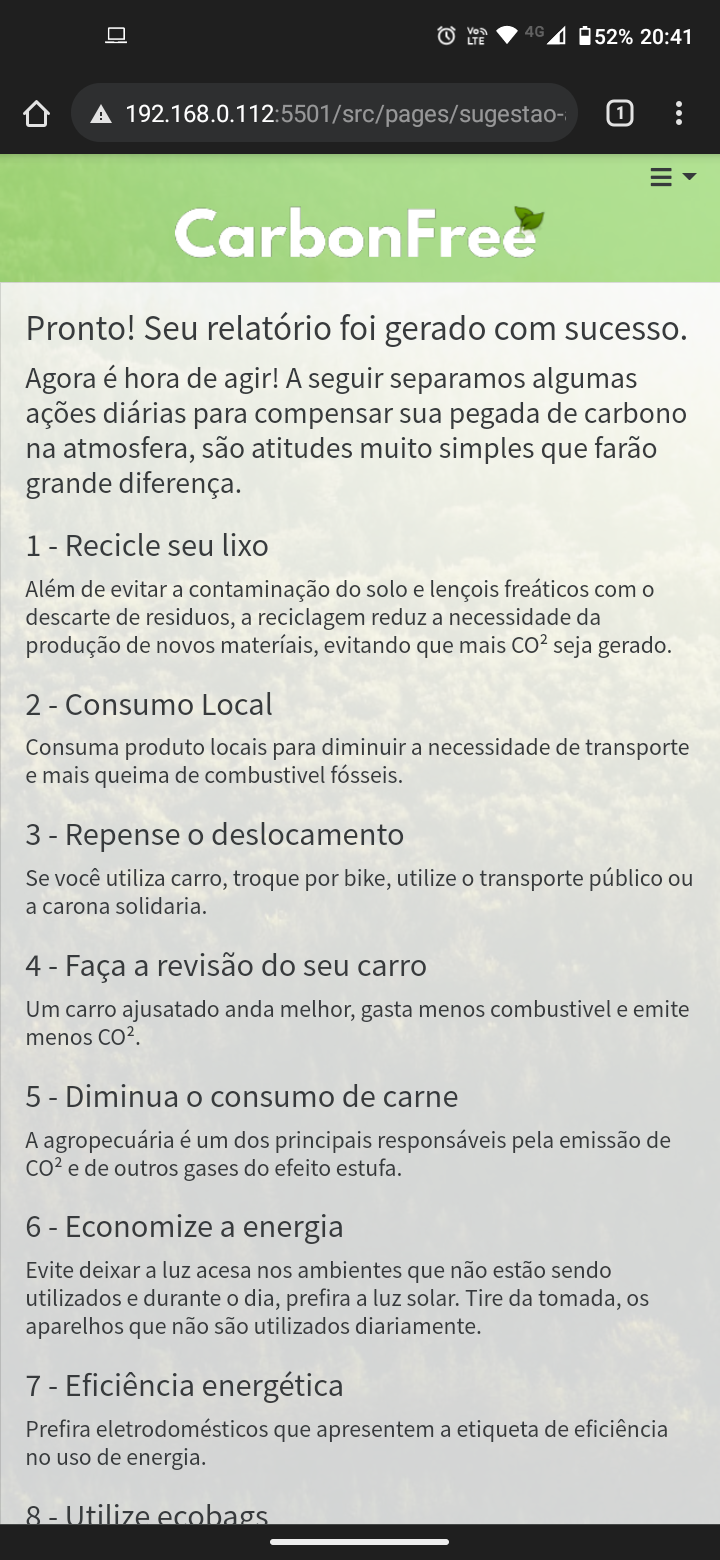 Vo))
LTE
4G
52% 20:41
192.168.0.112:5501/src/pages/sugestao-
1
CarbonFree
Pronto! Seu relatório foi gerado com sucesso.
Agora é hora de agir! A seguir separamos algumas
ações diárias para compensar sua pegada de carbono
na atmosfera, são atitudes muito simples que farão
grande diferença.
1 - Recicle seu lixo
Além de evitar a contaminação do solo e lençois freáticos com o
descarte de residuos, a reciclagem reduz a necessidade da
produção de novos materíais, evitando que mais CO² seja gerado.
2 - Consumo Local
Consuma produto locais para diminuir a necessidade de transporte
e mais queima de combustivel fósseis.
3 - Repense o deslocamento
Se você utiliza carro, troque por bike, utilize o transporte público ou
a carona solidaria.
4 - Faça a revisão do seu carro
Um carro ajusatado anda melhor, gasta menos combustivel e emite
menos CO².
5 - Diminua o consumo de carne
A agropecuária é um dos principais responsáveis pela emissão de
CO² e de outros gases do efeito estufa.
6 - Economize a energia
Evite deixar a luz acesa nos ambientes que não estão sendo
utilizados e durante o dia, prefira a luz solar. Tire da tomada, os
aparelhos que não são utilizados diariamente.
7 - Eficiência energética
Prefira eletrodomésticos que apresentem a etiqueta de eficiência
no uso de energia.
8 - Utilize ecobags